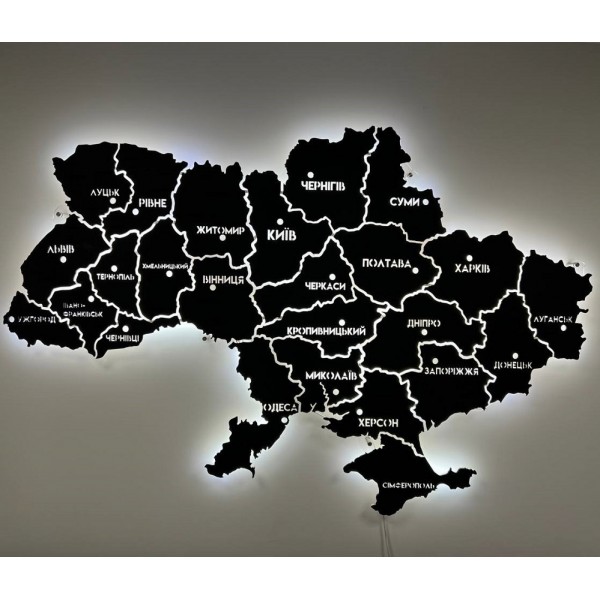 ЧЕРНІГІВ
ЛУЦЬК
РІВНЕ
СУМИ
ЖИТОМИР
КИЇВ
ЛЬВІВ
ТЕРНОПІЛЬ
ХМЕЛЬНИЦЬКИЙ
ВІННИЦЯ
ЧЕРКАСИ
ПОЛТАВА
ХАРКІВ
УЖГОРОД
ІВАНО-
ФРАНКІВСЬК
ЧЕРНІВЦІ
КРОПИВНИЦЬКИЙ
ДНІПРО
ЛУГАНСЬК
МИКОЛАЇВ
ЗАПОРІЖЖЯ
ДОНЕЦЬК
ОДЕСА
ХЕРСОН
СІМФЕРОПОЛЬ